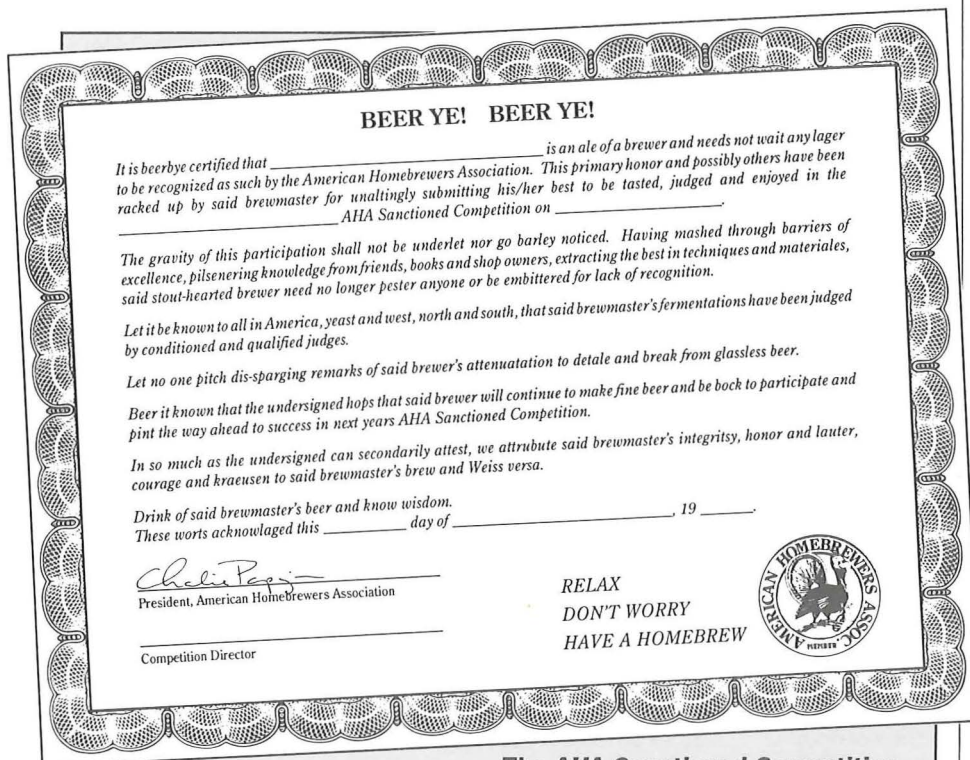 BEER YE! BEER YE!
It is beerbye certified that ____________________ is an ale of a brewer and needs not wait any lager
to be recognized as such by the American Homebrewers Association. This primary honor and possibly others have been
racked up by said brewmaster for unaltingly submitting his/her best to be tasted, judged and enjoyed in the
____________________ AHA Sanctioned Competition on ____________________.
The gravity of this participation shall not be underlet nor go barley noticed. Having mashed through barriers of
excellence, pilsenering knowledge from friends, books and shop owners, extracting the best in techniques and materiales,
said stout-hearted brewer need no longer pester anyone or be embittered for lack of recognition.
Let it be known to all in America, yeast and west, north and south, that said brewmaster's fermentations have been judged
by conditioned and qualified judges.
Let no one pitch dis-sparging remarks of said brewer's attenuatation to detale and break from glassless beer.
Beer it known that the undersigned hops that said brewer will continue to make fine beer and be bock to participate and
pint the way ahead to success in next years AHA Sanctioned Competition.
In so much as the undersigned can secondarily attest, we attrubute said brewmaster's integritsy, honor and lauter,
courage and kraeusen to said brewmaster's brew and Weiss versa.
Drink of said brewmaster's beer and know wisdom.
These worts acknowlaged this ________ day of ____________________, 19 ______.
President, American Homebrewers Association
Competition Director
RELAX
DON'T WORRY
HAVE A HOMEBREW
AMERICAN HOMEBREWERS ASSOC.
MEMBER